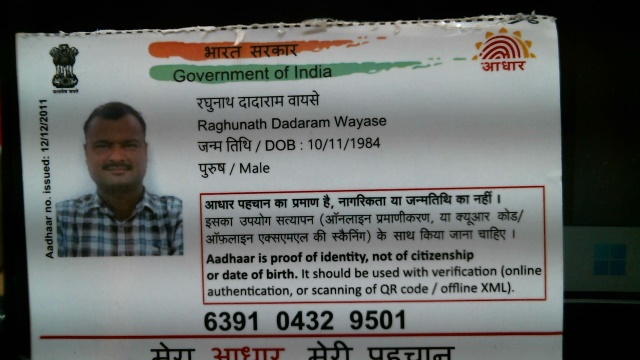 भारत सरकार
Government of India
आधार
रघुनाथ दादाराम वायसे
Raghunath Dadaram Wayase
जन्म तिथि / DOB : 10/11/1984
पुरुष / Male
Aadhaar no. issued: 12/12/2011
आधार पहचान का प्रमाण है, नागरिकता या जन्मतिथि का नहीं ।
इसका उपयोग सत्यापन (ऑनलाइन प्रमाणीकरण, या क्यूआर कोड/
ऑफ़लाइन एक्सएमएल की स्कैनिंग) के साथ किया जाना चाहिए ।
Aadhaar is proof of identity, not of citizenship
or date of birth. It should be used with verification (online
authentication, or scanning of QR code / offline XML).
6391 0432 9501
मेरा आधार, मेरी पहचान